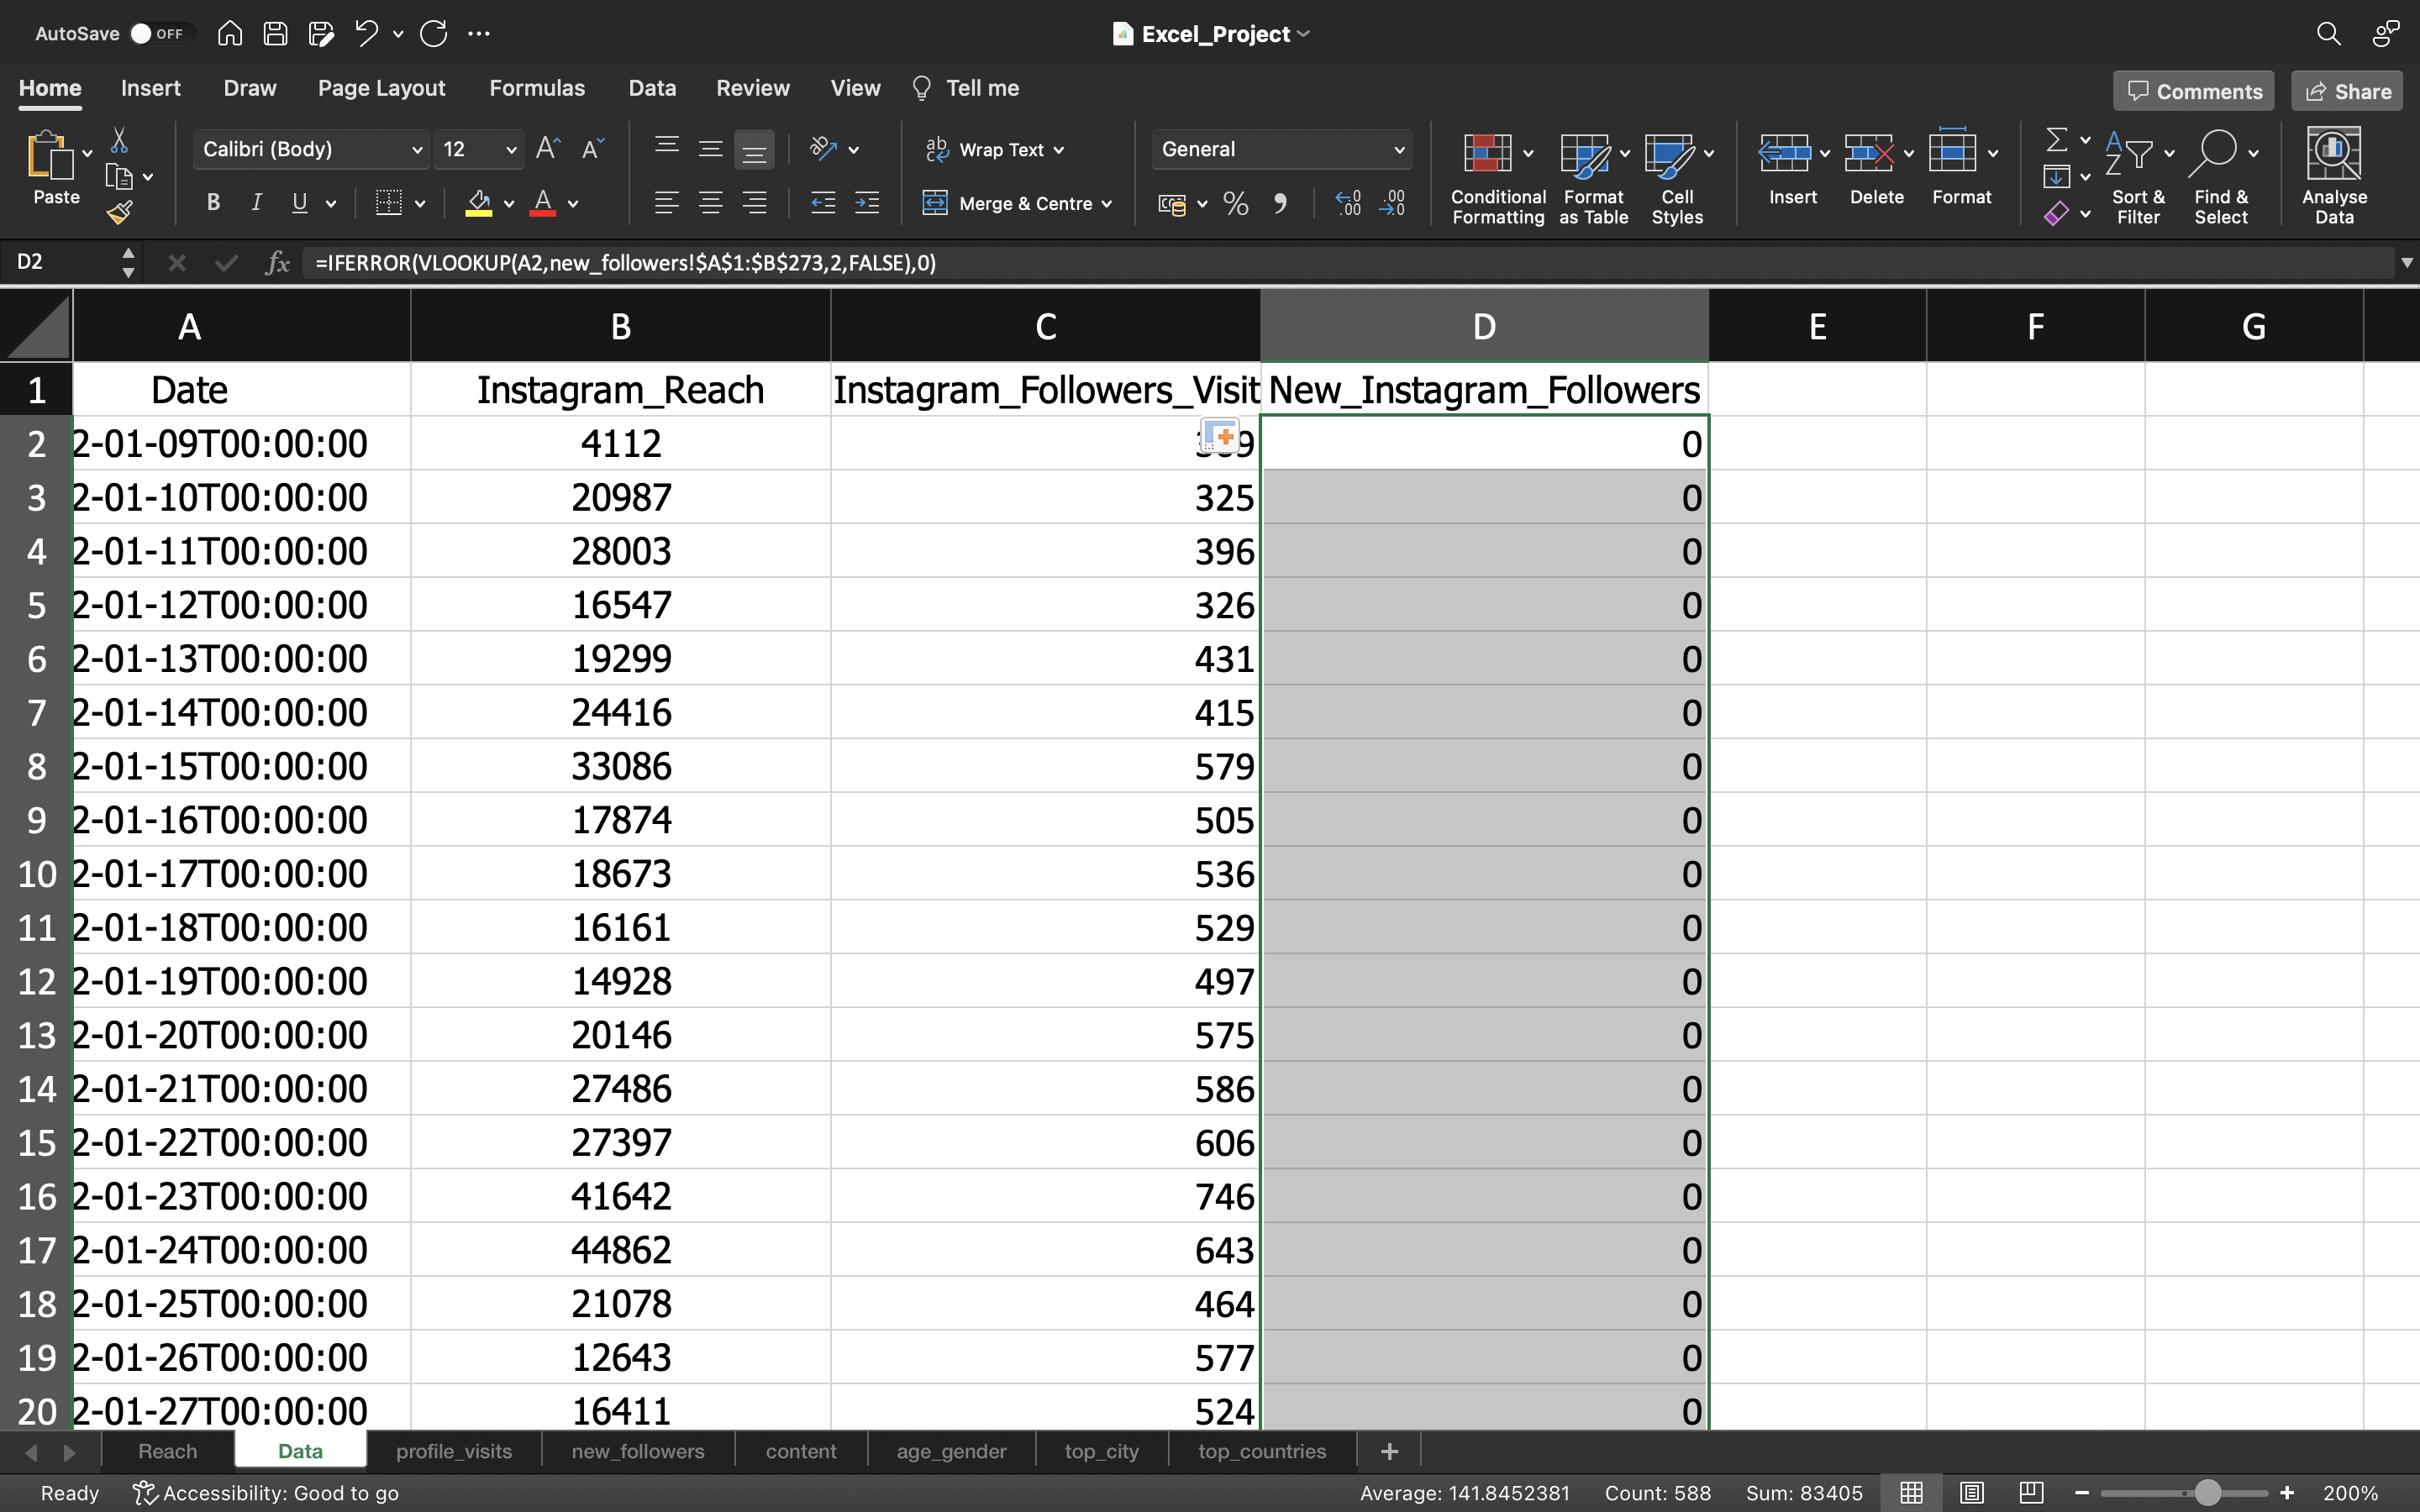 AutoSave OFF Excel_Project
Home Insert Draw Page Layout Formulas Data Review View Tell me Comments Share
Paste Calibri (Body) 12 A A Wrap Text General Conditional Formatting Format as Table Cell Styles Insert Delete Format Sort & Filter Find & Select Analyse Data
B I U A Merge & Centre % 9
D2 fx =IFERROR(VLOOKUP(A2,new_followers!$A$1:$B$273,2,FALSE),0)
A B C D E F G
1 Date Instagram_Reach Instagram_Followers_Visit New_Instagram_Followers
2 2-01-09T00:00:00 4112 0
3 2-01-10T00:00:00 20987 325 0
4 2-01-11T00:00:00 28003 396 0
5 2-01-12T00:00:00 16547 326 0
6 2-01-13T00:00:00 19299 431 0
7 2-01-14T00:00:00 24416 415 0
8 2-01-15T00:00:00 33086 579 0
9 2-01-16T00:00:00 17874 505 0
10 2-01-17T00:00:00 18673 536 0
11 2-01-18T00:00:00 16161 529 0
12 2-01-19T00:00:00 14928 497 0
13 2-01-20T00:00:00 20146 575 0
14 2-01-21T00:00:00 27486 586 0
15 2-01-22T00:00:00 27397 606 0
16 2-01-23T00:00:00 41642 746 0
17 2-01-24T00:00:00 44862 643 0
18 2-01-25T00:00:00 21078 464 0
19 2-01-26T00:00:00 12643 577 0
20 2-01-27T00:00:00 16411 524 0
Reach Data profile_visits new_followers content age_gender top_city top_countries +
Ready Accessibility: Good to go Average: 141.8452381 Count: 588 Sum: 83405 200%